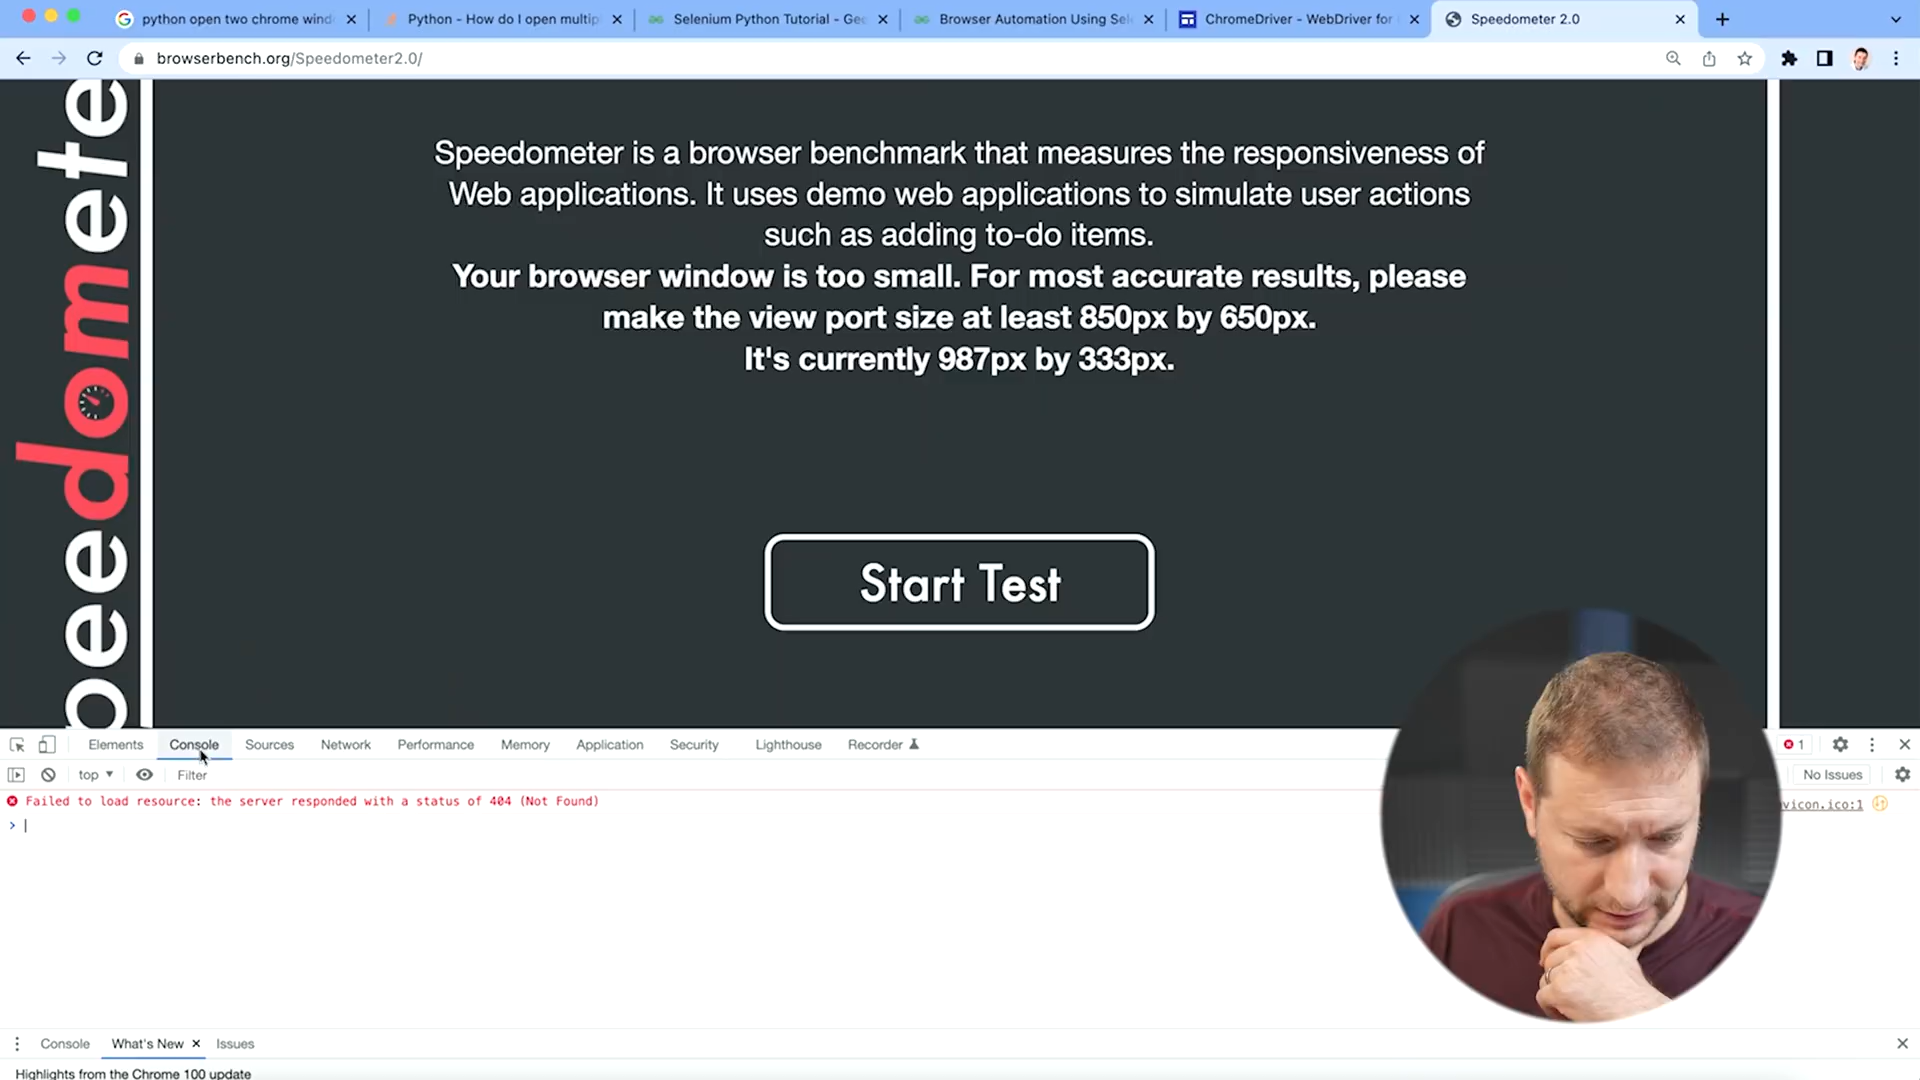 python open two chrome wind
Python - How do I open multip
Selenium Python Tutorial - Gee
Browser Automation Using Sel
ChromeDriver - WebDriver for
Speedometer 2.0
browserbench.org/Speedometer2.0/
peedomete
Speedometer is a browser benchmark that measures the responsiveness of
Web applications. It uses demo web applications to simulate user actions
such as adding to-do items.
Your browser window is too small. For most accurate results, please
make the view port size at least 850px by 650px.
It's currently 987px by 333px.
Start Test
Elements Console Sources Network Performance Memory Application Security Lighthouse Recorder
1
top Filter
No Issues
Failed to load resource: the server responded with a status of 404 (Not Found)
vicon.ico:1
>
Console What's New Issues
Highlights from the Chrome 100 update